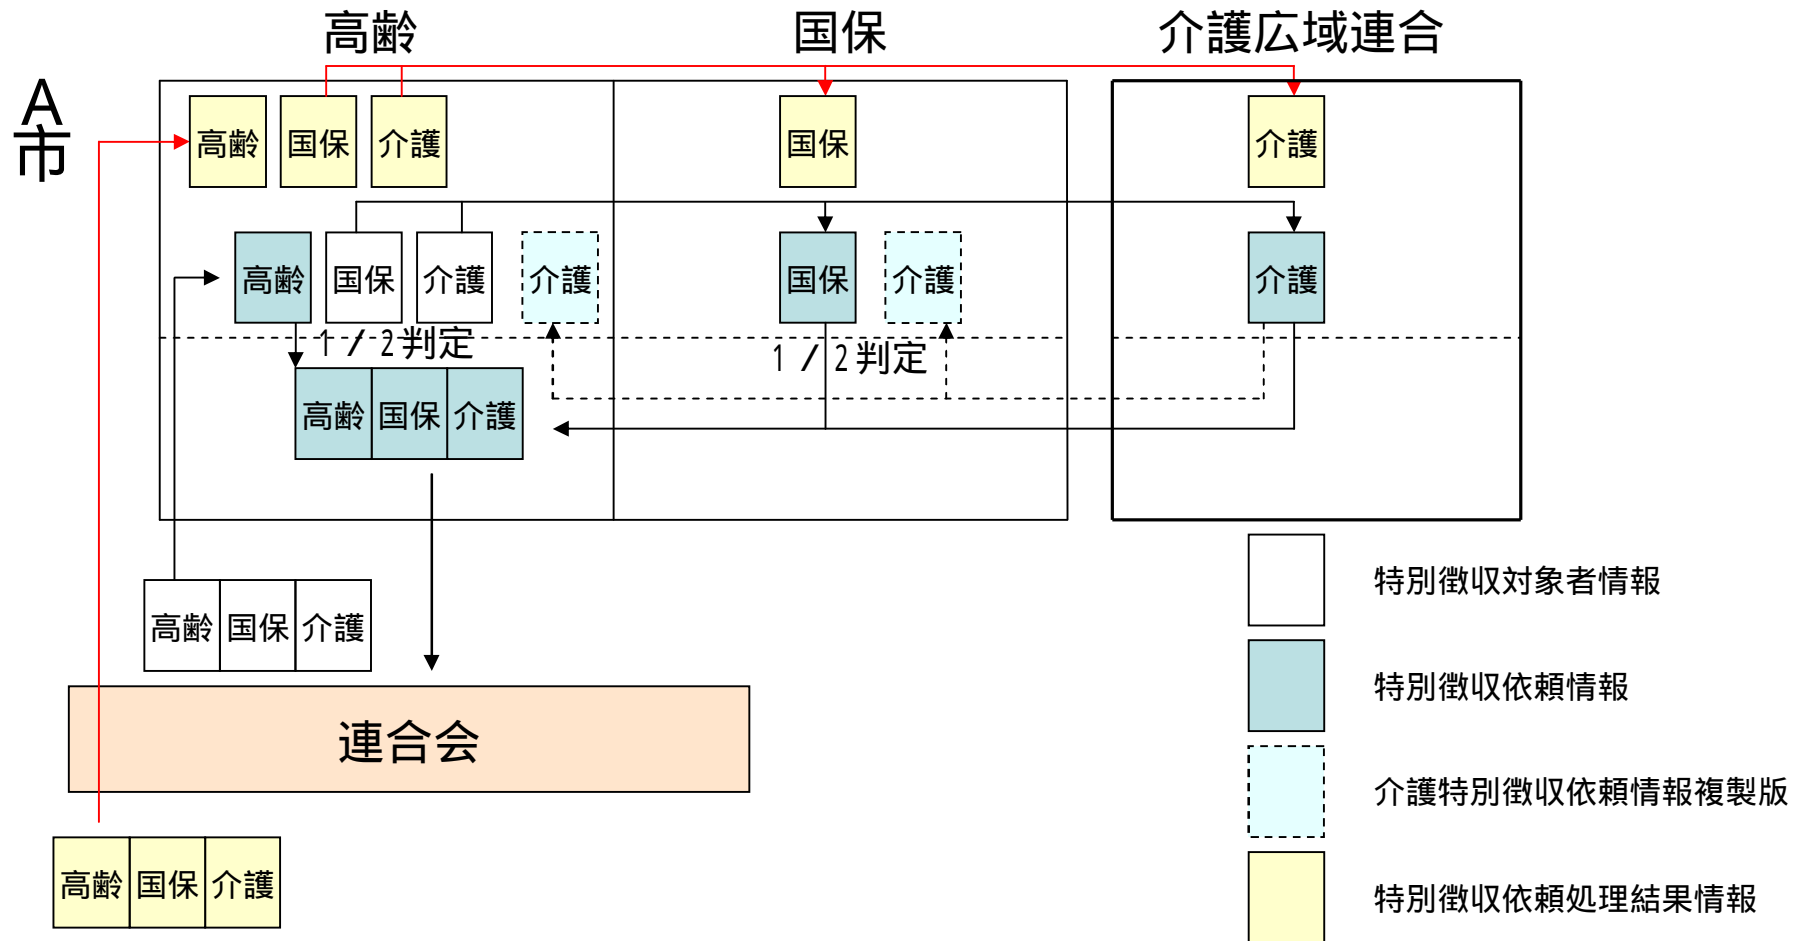 高齢 国保 介護広域連合
A市
高齢 国保 介護 国保 介護
高齢 国保 介護 介護 国保 介護 介護
1/2判定 1/2判定
高齢 国保 介護
特別徴収対象者情報
高齢 国保 介護
特別徴収依頼情報
連合会
介護特別徴収依頼情報複製版
高齢 国保 介護
特別徴収依頼処理結果情報